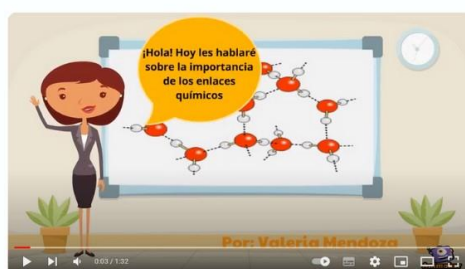 ¡Hola! Hoy les hablaré
sobre la importancia
de los enlaces
químicos
Por: Valeria Mendoza
0:03 / 1:32